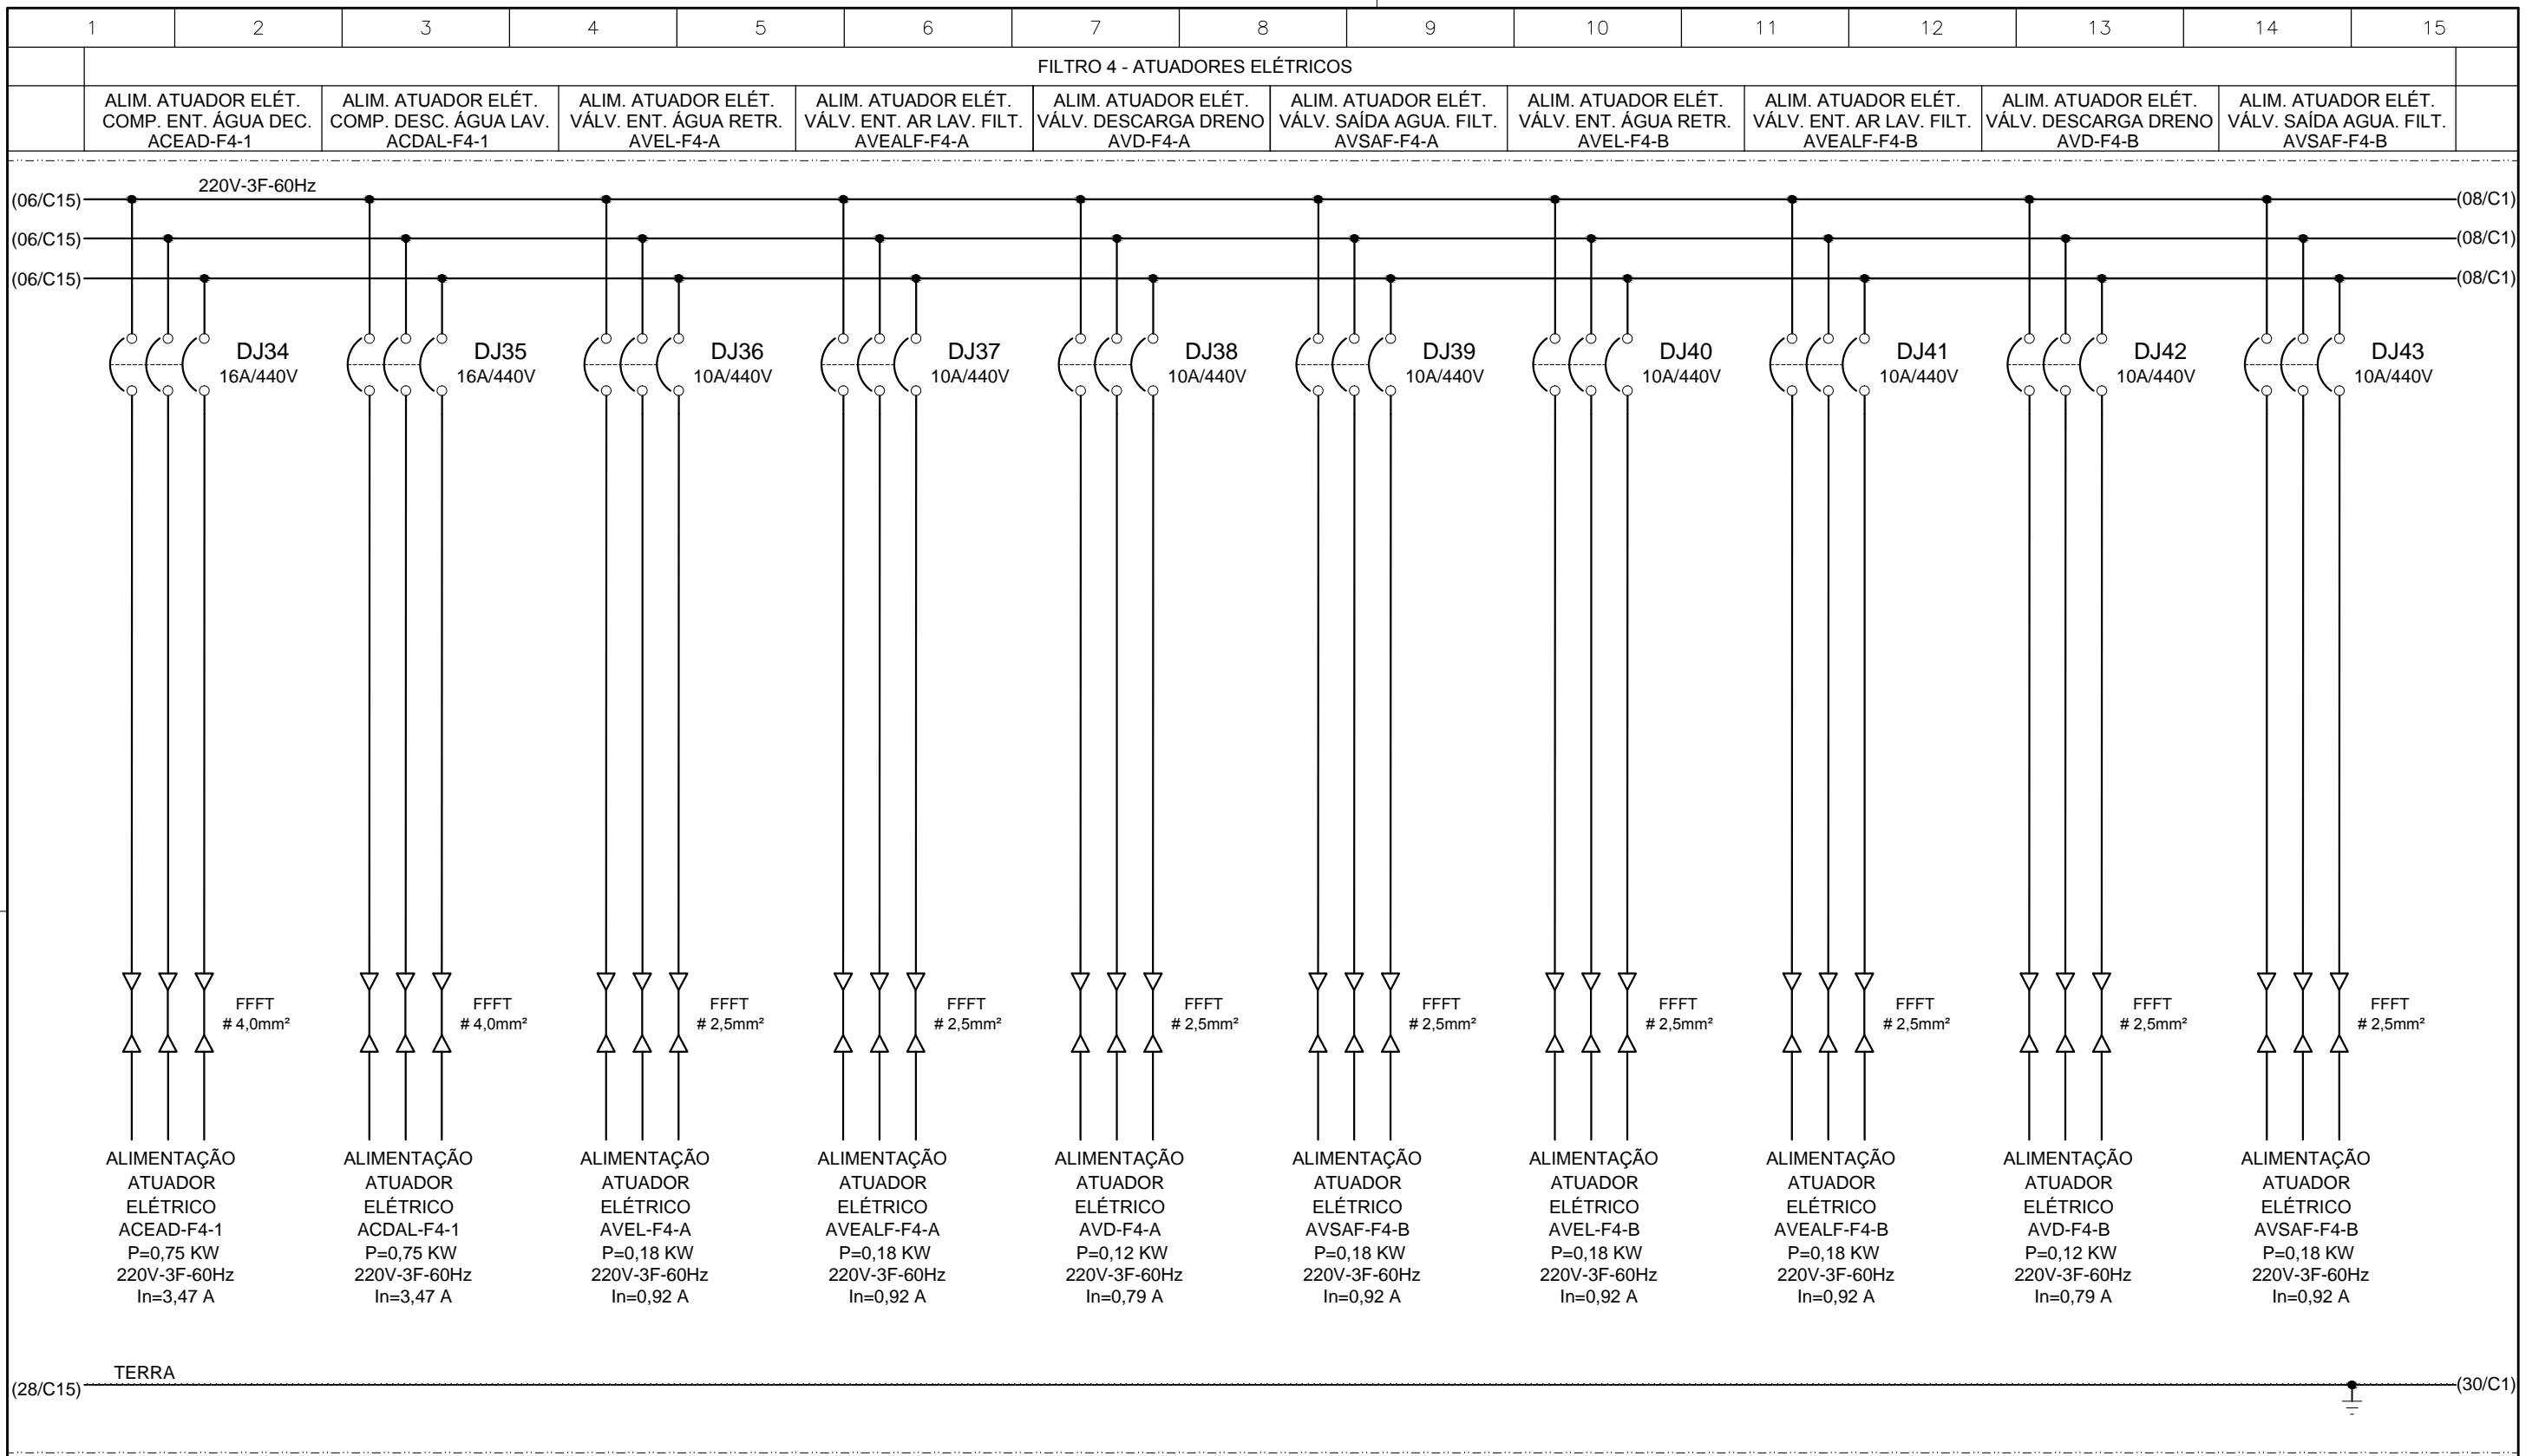 1 2 3 4 5 6 7 8 9 10 11 12 13 14 15
FILTRO 4 - ATUADORES ELÉTRICOS
ALIM. ATUADOR ELÉT.
COMP. ENT. ÁGUA DEC.
ACEAD-F4-1
ALIM. ATUADOR ELÉT.
COMP. DESC. ÁGUA LAV.
ACDAL-F4-1
ALIM. ATUADOR ELÉT.
VÁLV. ENT. ÁGUA RETR.
AVEL-F4-A
ALIM. ATUADOR ELÉT.
VÁLV. ENT. AR LAV. FILT.
AVEALF-F4-A
ALIM. ATUADOR ELÉT.
VÁLV. DESCARGA DRENO
AVD-F4-A
ALIM. ATUADOR ELÉT.
VÁLV. SAÍDA AGUA. FILT.
AVSAF-F4-A
ALIM. ATUADOR ELÉT.
VÁLV. ENT. ÁGUA RETR.
AVEL-F4-B
ALIM. ATUADOR ELÉT.
VÁLV. ENT. AR LAV. FILT.
AVEALF-F4-B
ALIM. ATUADOR ELÉT.
VÁLV. DESCARGA DRENO
AVD-F4-B
ALIM. ATUADOR ELÉT.
VÁLV. SAÍDA AGUA. FILT.
AVSAF-F4-B
220V-3F-60Hz
(06/C15) (08/C1)
(06/C15) (08/C1)
(06/C15) (08/C1)
DJ34
16A/440V
DJ35
16A/440V
DJ36
10A/440V
DJ37
10A/440V
DJ38
10A/440V
DJ39
10A/440V
DJ40
10A/440V
DJ41
10A/440V
DJ42
10A/440V
DJ43
10A/440V
FFFT
# 4,0mm²
FFFT
# 4,0mm²
FFFT
# 2,5mm²
FFFT
# 2,5mm²
FFFT
# 2,5mm²
FFFT
# 2,5mm²
FFFT
# 2,5mm²
FFFT
# 2,5mm²
FFFT
# 2,5mm²
FFFT
# 2,5mm²
ALIMENTAÇÃO
ATUADOR
ELÉTRICO
ACEAD-F4-1
P=0,75 KW
220V-3F-60Hz
In=3,47 A
ALIMENTAÇÃO
ATUADOR
ELÉTRICO
ACDAL-F4-1
P=0,75 KW
220V-3F-60Hz
In=3,47 A
ALIMENTAÇÃO
ATUADOR
ELÉTRICO
AVEL-F4-A
P=0,18 KW
220V-3F-60Hz
In=0,92 A
ALIMENTAÇÃO
ATUADOR
ELÉTRICO
AVEALF-F4-A
P=0,18 KW
220V-3F-60Hz
In=0,92 A
ALIMENTAÇÃO
ATUADOR
ELÉTRICO
AVD-F4-A
P=0,12 KW
220V-3F-60Hz
In=0,79 A
ALIMENTAÇÃO
ATUADOR
ELÉTRICO
AVSAF-F4-B
P=0,18 KW
220V-3F-60Hz
In=0,92 A
ALIMENTAÇÃO
ATUADOR
ELÉTRICO
AVEL-F4-B
P=0,18 KW
220V-3F-60Hz
In=0,92 A
ALIMENTAÇÃO
ATUADOR
ELÉTRICO
AVEALF-F4-B
P=0,18 KW
220V-3F-60Hz
In=0,92 A
ALIMENTAÇÃO
ATUADOR
ELÉTRICO
AVD-F4-B
P=0,12 KW
220V-3F-60Hz
In=0,79 A
ALIMENTAÇÃO
ATUADOR
ELÉTRICO
AVSAF-F4-B
P=0,18 KW
220V-3F-60Hz
In=0,92 A
TERRA
(28/C15) (30/C1)